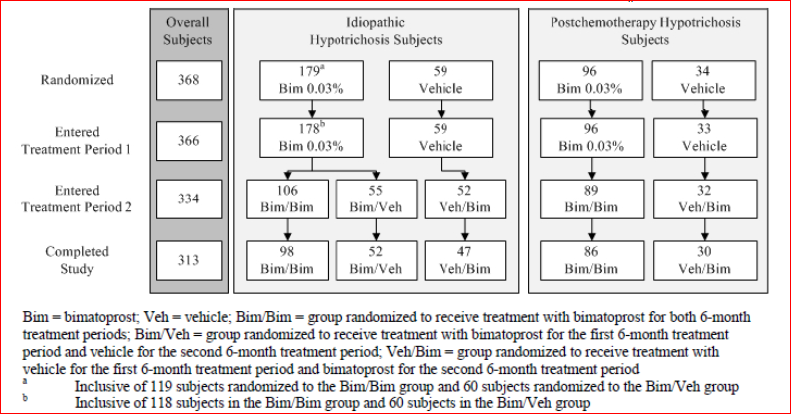 Overall Subjects
Idiopathic
Hypotrichosis Subjects
Postchemotherapy Hypotrichosis
Subjects
Randomized
368
179a
Bim 0.03%
59
Vehicle
96
Bim 0.03%
34
Vehicle
Entered
Treatment Period 1
366
178b
Bim 0.03%
59
Vehicle
96
Bim 0.03%
33
Vehicle
Entered
Treatment Period 2
334
106
Bim/Bim
55
Bim/Veh
52
Veh/Bim
89
Bim/Bim
32
Veh/Bim
Completed
Study
313
98
Bim/Bim
52
Bim/Veh
47
Veh/Bim
86
Bim/Bim
30
Veh/Bim
Bim = bimatoprost; Veh = vehicle; Bim/Bim = group randomized to receive treatment with bimatoprost for both 6-month
treatment periods; Bim/Veh = group randomized to receive treatment with bimatoprost for the first 6-month treatment
period and vehicle for the second 6-month treatment period; Veh/Bim = group randomized to receive treatment with
vehicle for the first 6-month treatment period and bimatoprost for the second 6-month treatment period
a Inclusive of 119 subjects randomized to the Bim/Bim group and 60 subjects randomized to the Bim/Veh group
b Inclusive of 118 subjects in the Bim/Bim group and 60 subjects in the Bim/Veh group